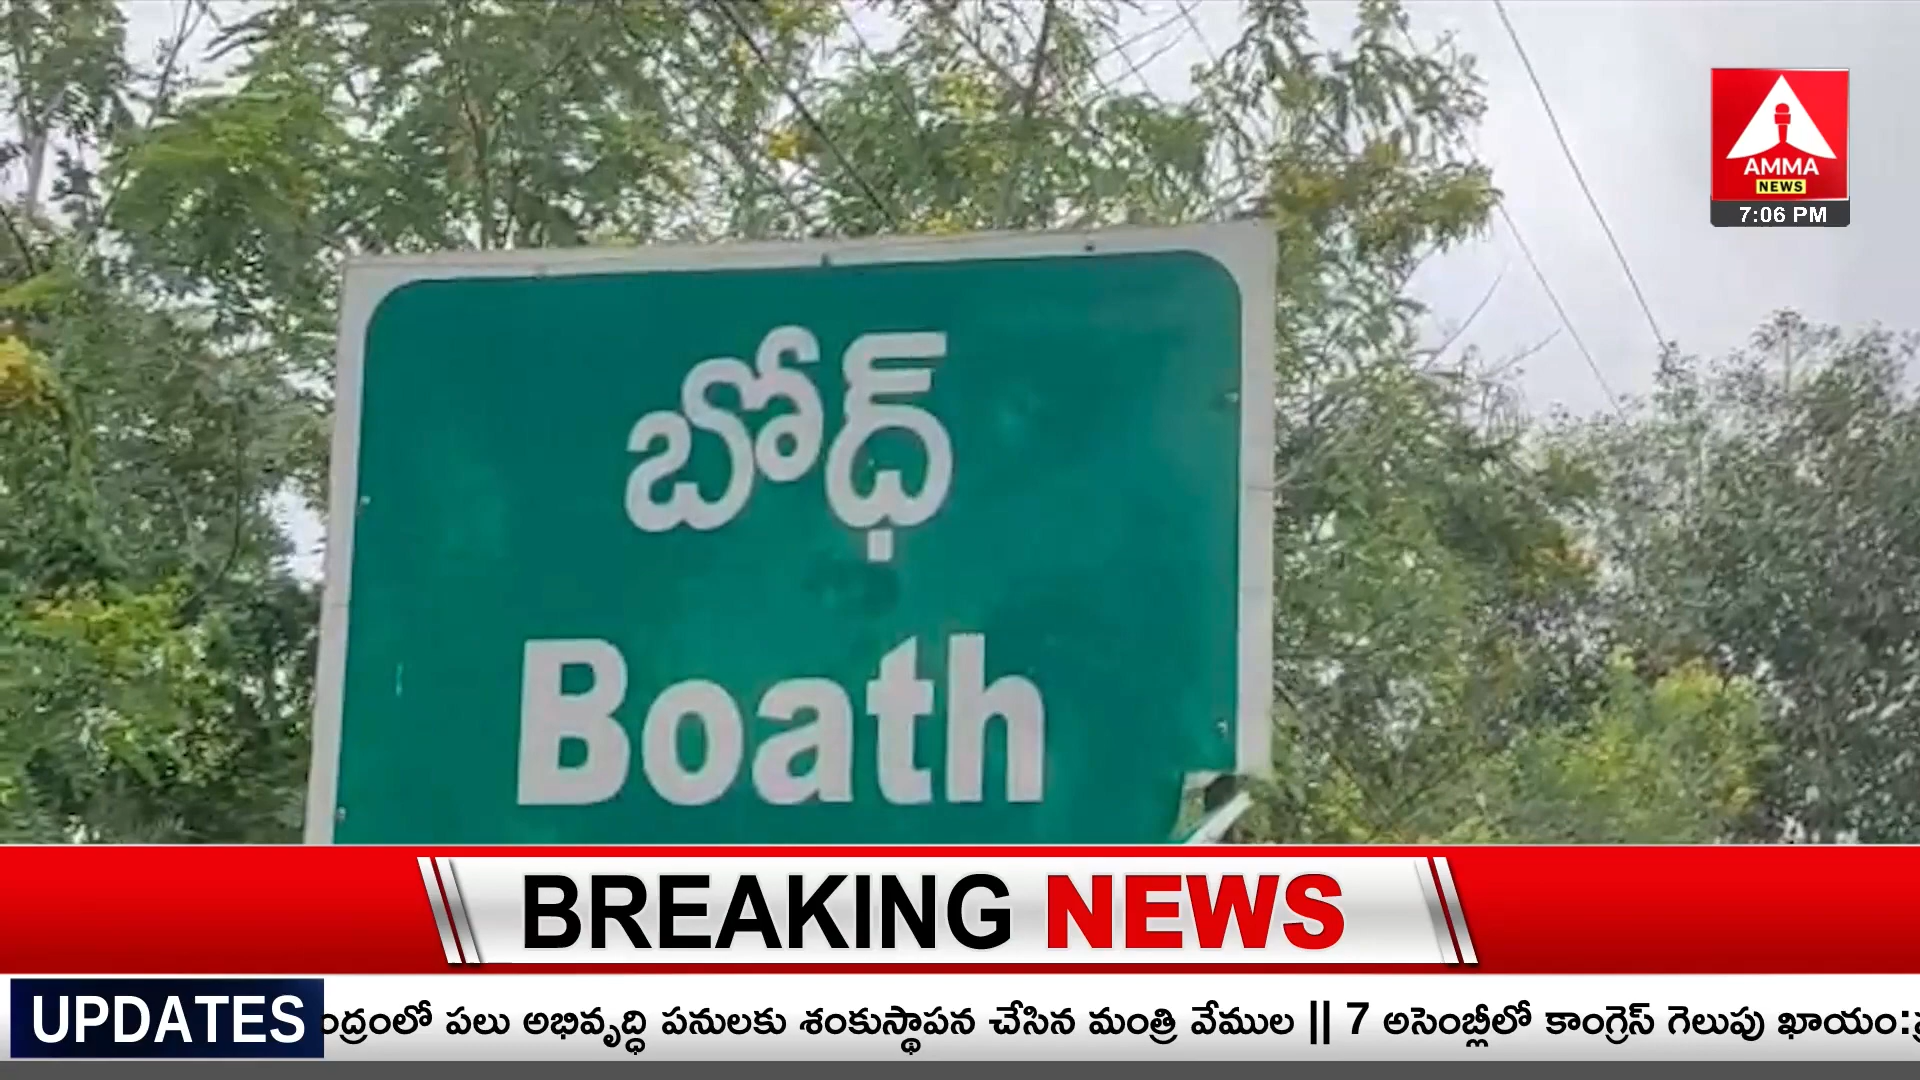 AMMA
NEWS
7:06 PM
బోధ్
Boath
BREAKING NEWS
UPDATES
పలు అభివృద్ధి పనులకు శంకుస్థాపన చేసిన మంత్రి వేముల || 7 అసెంబ్లీలో కాంగ్రెస్ గెలుపు ఖాయం: